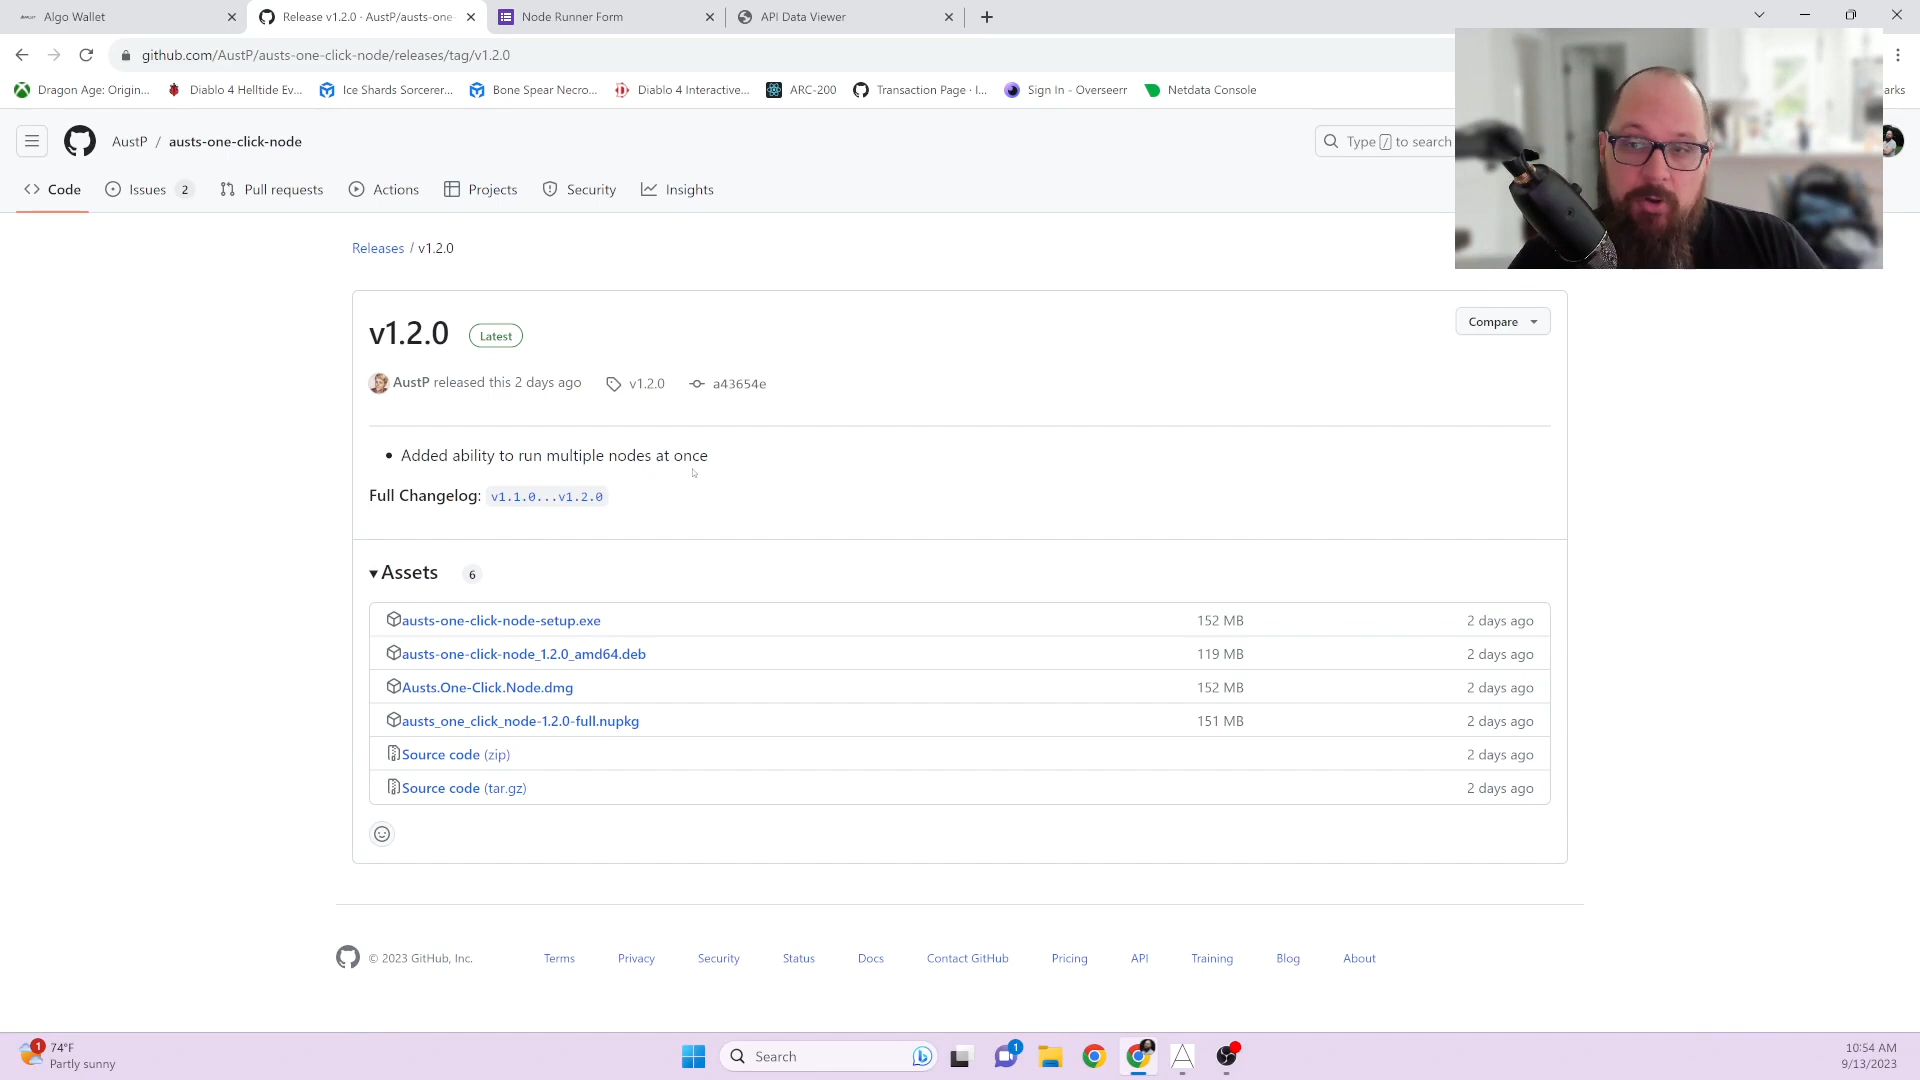 Algo Wallet
Release v1.2.0 · AustP/austs-one-
Node Runner Form
API Data Viewer
github.com/AustP/austs-one-click-node/releases/tag/v1.2.0
Dragon Age: Origin...
Diablo 4 Helltide Ev...
Ice Shards Sorcerer...
Bone Spear Necro...
Diablo 4 Interactive...
ARC-200
Transaction Page · I...
Sign In - Overseerr
Netdata Console
arks
AustP / austs-one-click-node
Type / to search
Code
Issues 2
Pull requests
Actions
Projects
Security
Insights
Releases / v1.2.0
v1.2.0 Latest
Compare
AustP released this 2 days ago v1.2.0 a43654e
• Added ability to run multiple nodes at once
Full Changelog: v1.1.0...v1.2.0
Assets 6
austs-one-click-node-setup.exe 152 MB 2 days ago
austs-one-click-node_1.2.0_amd64.deb 119 MB 2 days ago
Austs.One-Click.Node.dmg 152 MB 2 days ago
austs_one_click_node-1.2.0-full.nupkg 151 MB 2 days ago
Source code (zip) 2 days ago
Source code (tar.gz) 2 days ago
© 2023 GitHub, Inc. Terms Privacy Security Status Docs Contact GitHub Pricing API Training Blog About
1
74°F
Partly sunny
Search
1
10:54 AM
9/13/2023